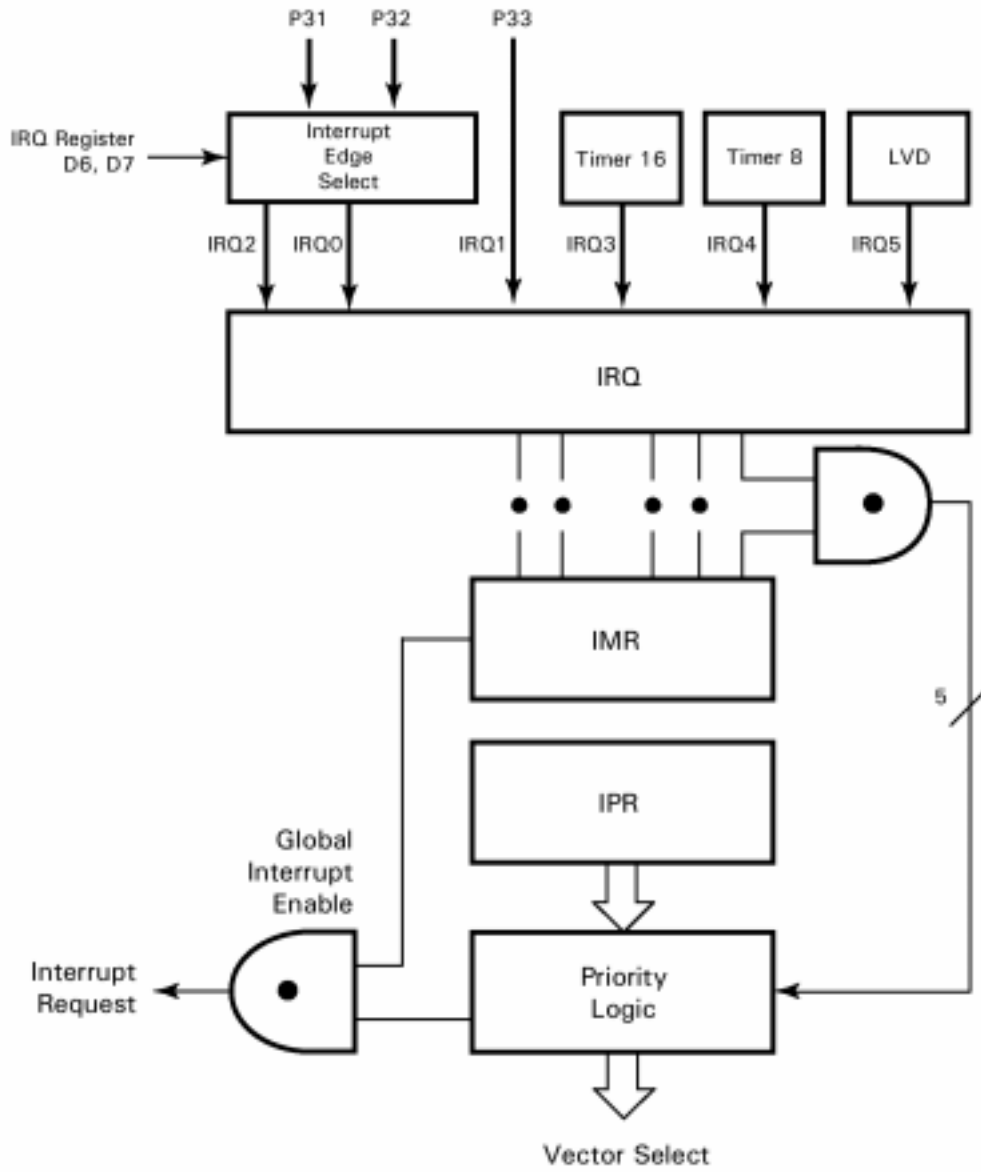 P31
P32
P33
IRQ Register
D6, D7
Interrupt
Edge
Select
Timer 16
Timer 8
LVD
IRQ2
IRQ0
IRQ1
IRQ3
IRQ4
IRQ5
IRQ
IMR
5
IPR
Global
Interrupt
Enable
Interrupt
Request
Priority
Logic
Vector Select